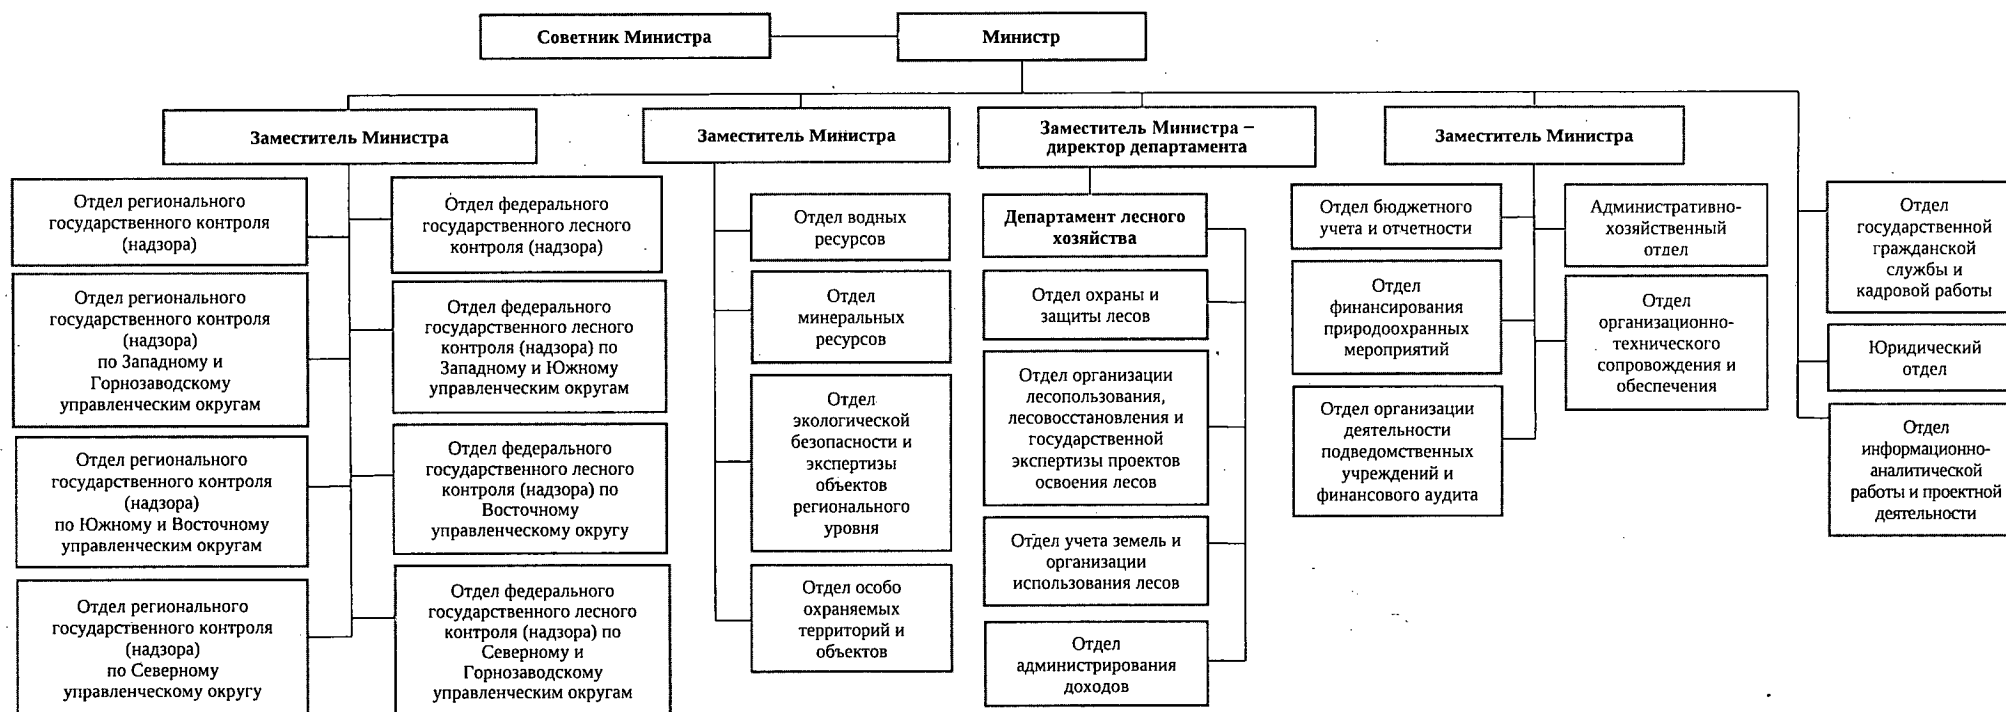 Советник Министра
Министр
Заместитель Министра
Заместитель Министра
Заместитель Министра –
директор департамента
Заместитель Министра
Отдел регионального
государственного контроля
(надзора)
Отдел регионального
государственного контроля
(надзора)
по Западному и
Горнозаводскому
управленческим округам
Отдел регионального
государственного контроля
(надзора)
по Южному и Восточному
управленческим округам
Отдел регионального
государственного контроля
(надзора)
по Северному
управленческому округу
Отдел федерального
государственного лесного
контроля (надзора)
Отдел федерального
государственного лесного
контроля (надзора) по
Западному и Южному
управленческим округам
Отдел федерального
государственного лесного
контроля (надзора) по
Восточному
управленческому округу
Отдел федерального
государственного лесного
контроля (надзора) по
Северному и
Горнозаводскому
управленческим округам
Отдел водных
ресурсов
Отдел
минеральных
ресурсов
Отдел
экологической
безопасности и
экспертизы
объектов
регионального
уровня
Отдел особо
охраняемых
территорий и
объектов
Департамент лесного
хозяйства
Отдел охраны и
защиты лесов
Отдел организации
лесопользования,
лесовосстановления и
государственной
экспертизы проектов
освоения лесов
Отдел учета земель и
организации
использования лесов
Отдел
администрирования
доходов
Отдел бюджетного
учета и отчетности
Отдел
финансирования
природоохранных
мероприятий
Отдел организации
деятельности
подведомственных
учреждений и
финансового аудита
Административно-
хозяйственный
отдел
Отдел
организационно-
технического
сопровождения и
обеспечения
Отдел
государственной
гражданской
службы и
кадровой работы
Юридический
отдел
Отдел
информационно-
аналитической
работы и проектной
деятельности